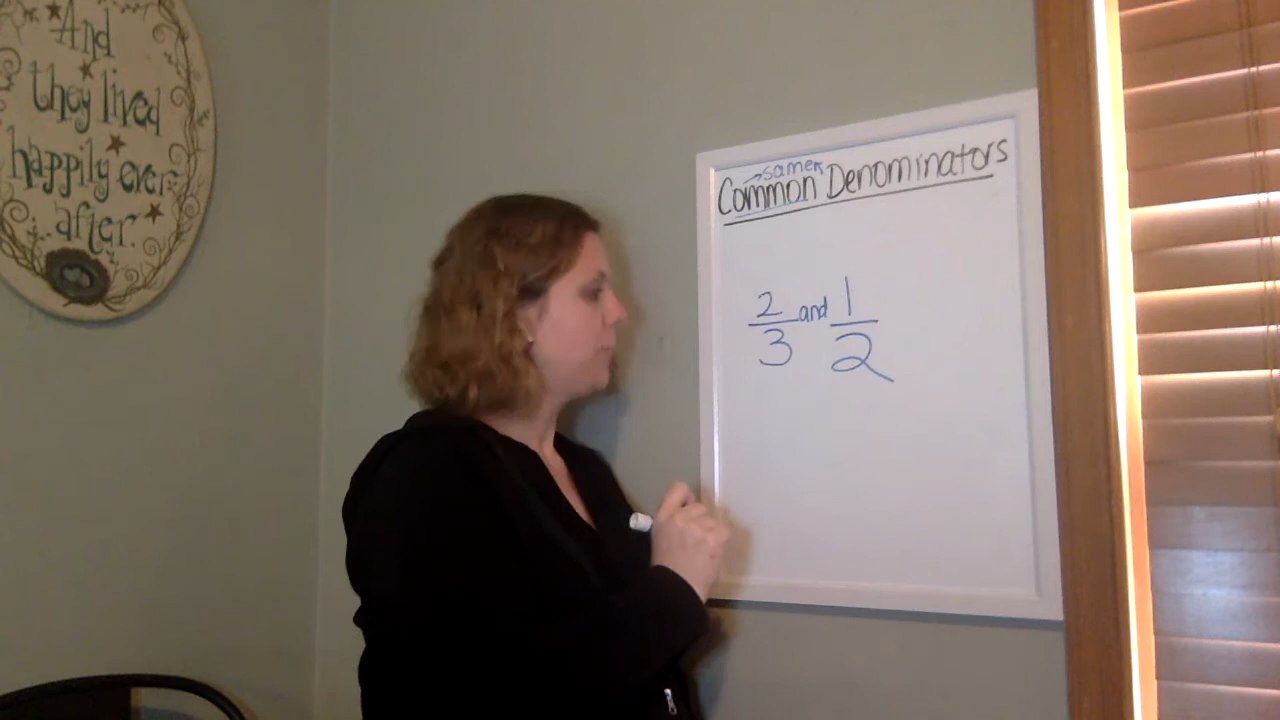 And
they lived
happily ever
after.
→same
Common Denominators
2/3 and 1/2